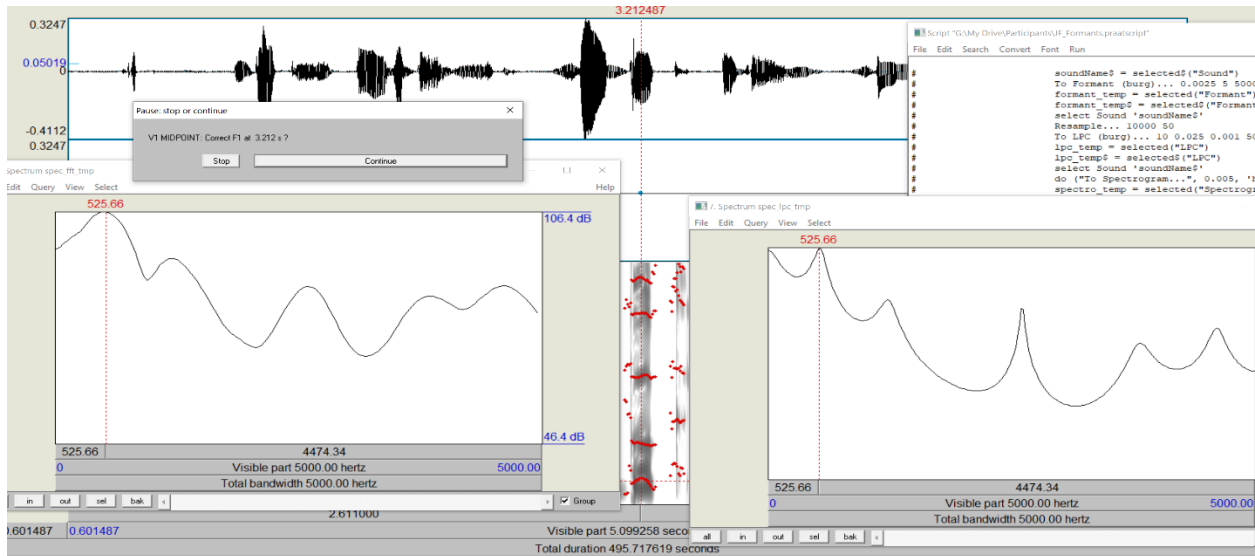 3.212487
0.3247
0.05019
0
-0.4112
0.3247
Script "G:\My Drive\Participants\JF_Formants.praatscript"
File Edit Search Convert Font Run
# soundName$ = selected$("Sound")
# To Formant (burg)... 0.0025 5 5000
# formant_temp = selected("Formant")
# formant_temp$ = selected$("Formant
# select Sound 'soundName$'
# Resample... 10000 50
# To LPC (burg)... 10 0.025 0.001 50
# lpc_temp = selected("LPC")
# lpc_temp$ = selected$("LPC")
# select Sound 'soundName$'
# do ("To Spectrogram...", 0.005,
# spectro_temp = selected("Spectrog
Pause: stop or continue
V1 MIDPOINT: Correct F1 at 3.212 s ?
Stop Continue
Spectrum spec_fft_tmp
Edit Query View Select Help
525.66
106.4 dB
46.4 dB
525.66 4474.34
0 Visible part 5000.00 hertz 5000.00
Total bandwidth 5000.00 hertz
in out sel bak Group
7. Spectrum spec_lpc_tmp
File Edit Query View Select
525.66
525.66 4474.34
0 Visible part 5000.00 hertz 5000.00
Total bandwidth 5000.00 hertz
all in out sel bak
2.611000
0.601487 0.601487 Visible part 5.099258 seco
Total duration 495.717619 seconds